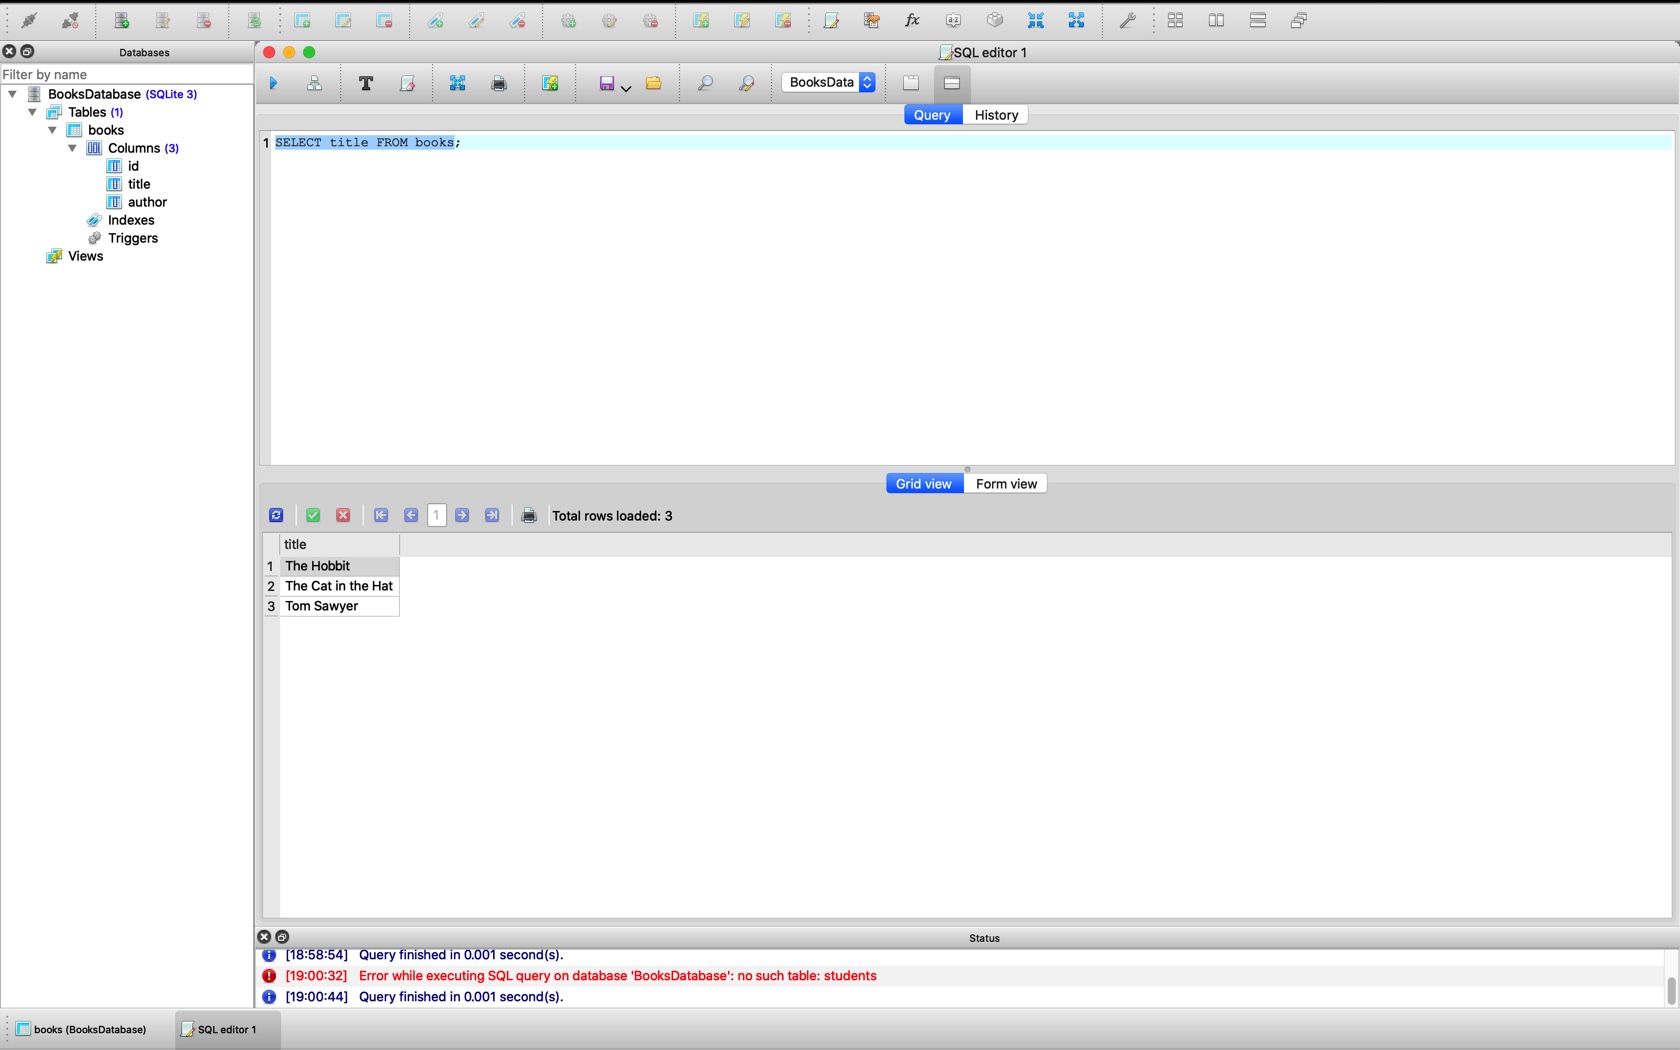 Databases
SQL editor 1
Filter by name
BooksDatabase (SQLite 3)
Tables (1)
books
Columns (3)
id
title
author
Indexes
Triggers
Views
T
fx
BooksData
Query History
1 SELECT title FROM books;
Grid view Form view
1 Total rows loaded: 3
title
1 The Hobbit
2 The Cat in the Hat
3 Tom Sawyer
Status
[18:58:54] Query finished in 0.001 second(s).
[19:00:32] Error while executing SQL query on database 'BooksDatabase': no such table: students
[19:00:44] Query finished in 0.001 second(s).
books (BooksDatabase) SQL editor 1